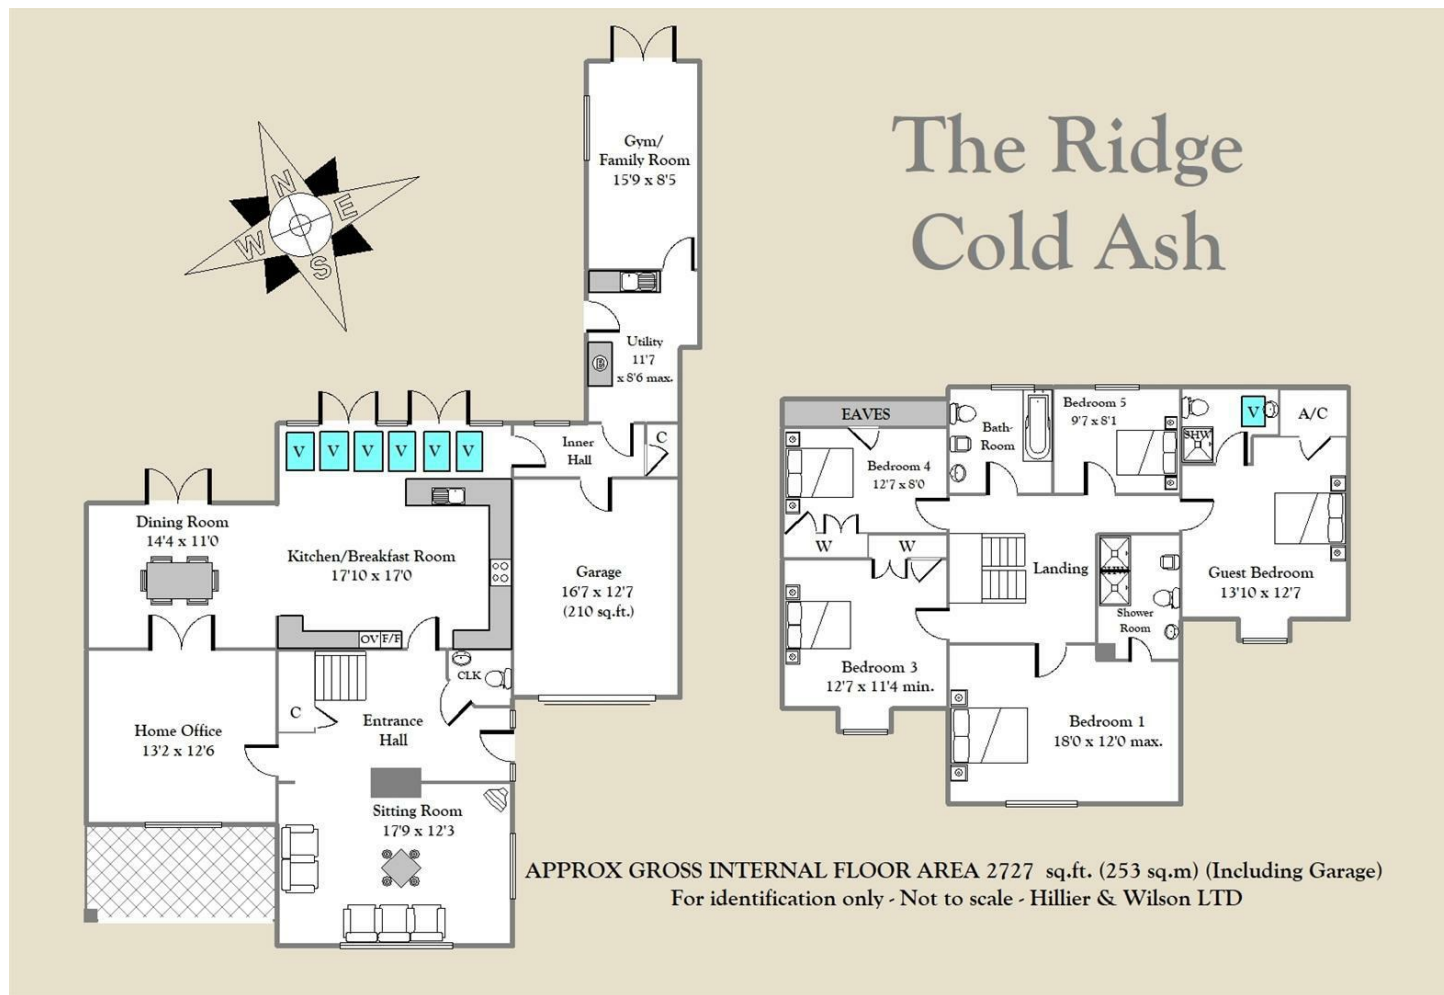 The Ridge
Cold Ash
N
E
W
S
Gym/
Family Room
15'9 x 8'5
Utility
11'7
x 8'6 max.
B
Inner
Hall
C
V V V V V V
Dining Room
14'4 x 11'0
Kitchen/Breakfast Room
17'10 x 17'0
OV F/F
Garage
16'7 x 12'7
(210 sq.ft.)
CLK
C
Entrance
Hall
Home Office
13'2 x 12'6
Sitting Room
17'9 x 12'3
EAVES
Bedroom 4
12'7 x 8'0
W
W
Bath-
Room
Bedroom 5
9'7 x 8'1
SHW
V
A/C
Landing
SHW
Shower
Room
Guest Bedroom
13'10 x 12'7
Bedroom 3
12'7 x 11'4 min.
Bedroom 1
18'0 x 12'0 max.
APPROX GROSS INTERNAL FLOOR AREA 2727 sq.ft. (253 sq.m) (Including Garage)
For identification only - Not to scale - Hillier & Wilson LTD